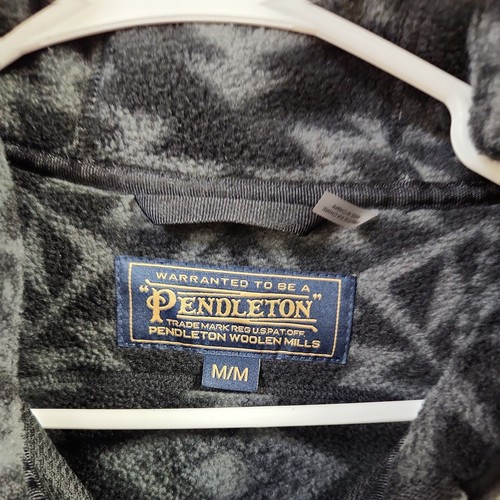 WARRANTED TO BE A
"PENDLETON"
TRADE MARK REG U.S.PAT.OFF.
PENDLETON WOOLEN MILLS
M/M